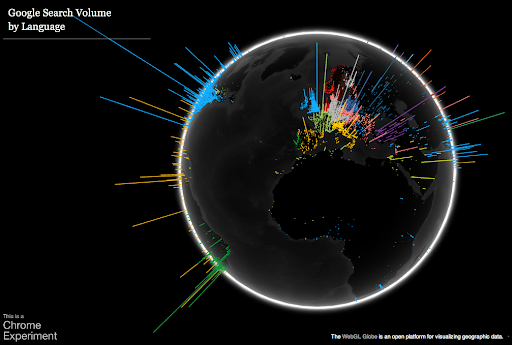 Google Search Volume
by Language
This is a
Chrome
Experiment
The WebGL Globe is an open platform for visualizing geographic data.